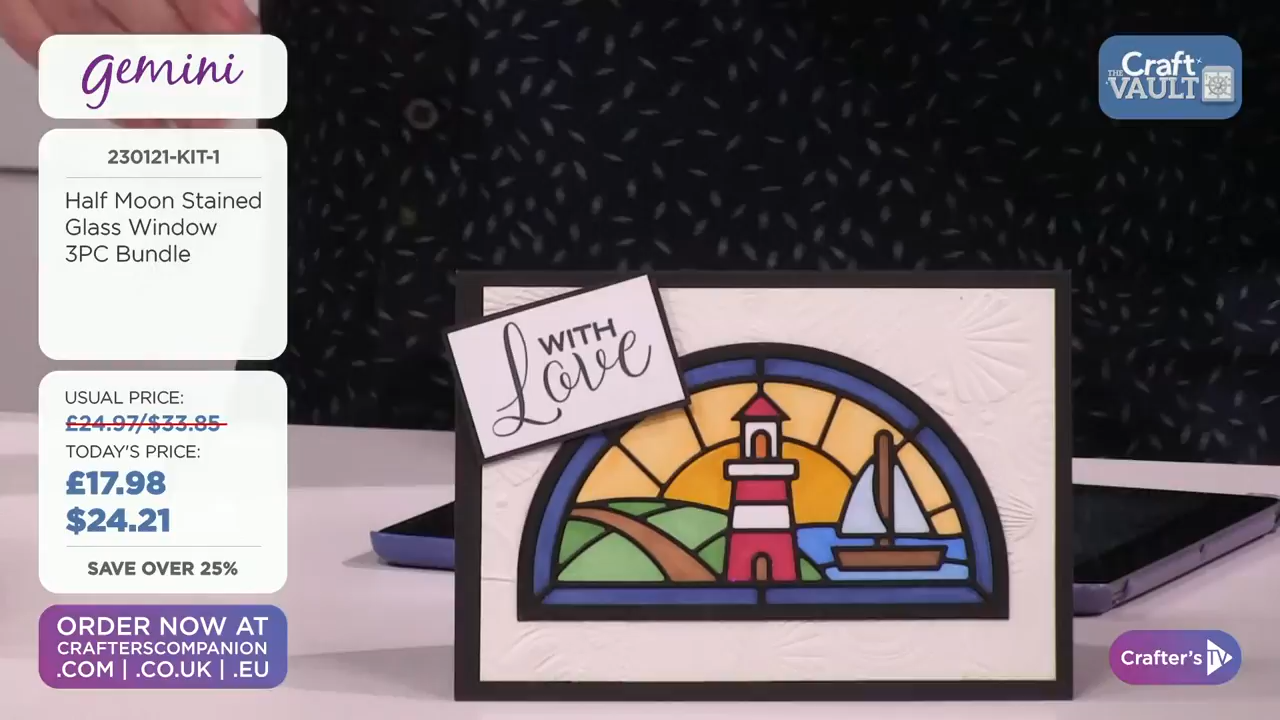 gemini
230121-KIT-1
Half Moon Stained
Glass Window
3PC Bundle
USUAL PRICE:
£24.97/$33.85
TODAY'S PRICE:
£17.98
$24.21
SAVE OVER 25%
ORDER NOW AT
CRAFTERSCOMPANION
.COM | .CO.UK | .EU
THE Craft
VAULT
WITH
Love
Crafter's TV